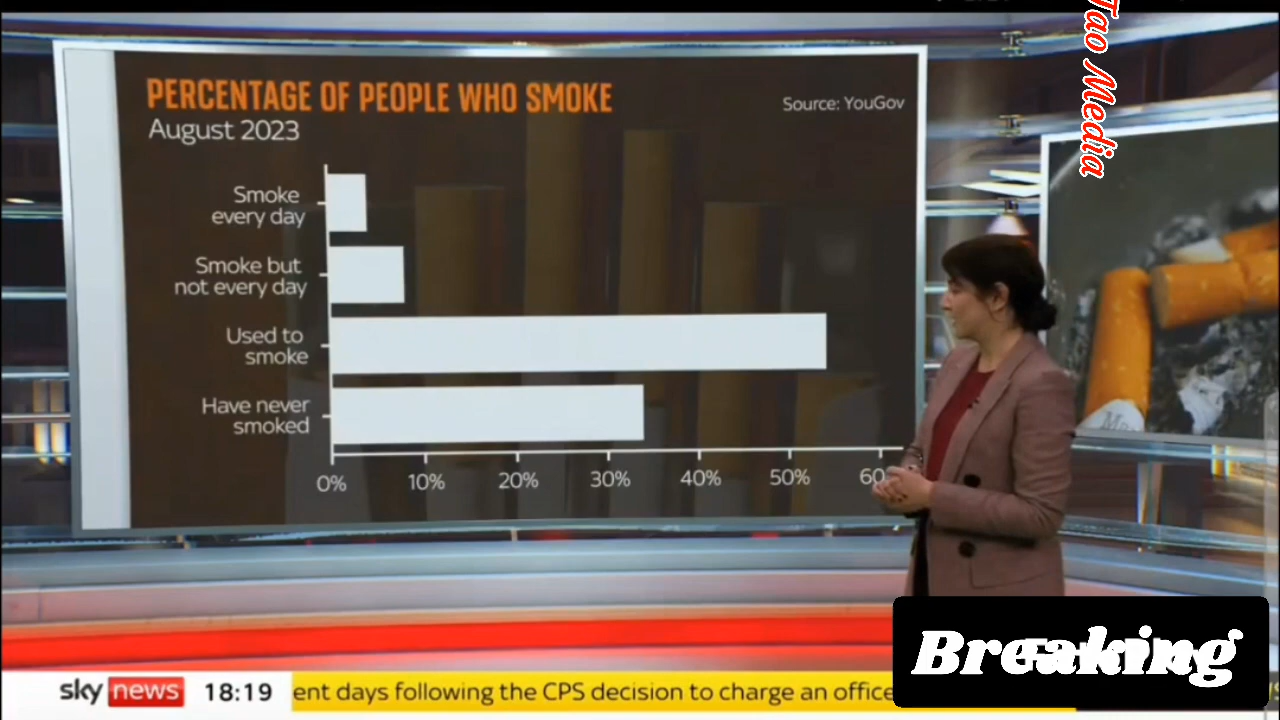 Tao Media
PERCENTAGE OF PEOPLE WHO SMOKE
August 2023
Source: YouGov
Smoke
every day
Smoke but
not every day
Used to
smoke
Have never
smoked
0% 10% 20% 30% 40% 50% 60
Breaking
sky news 18:19 ent days following the CPS decision to charge an office